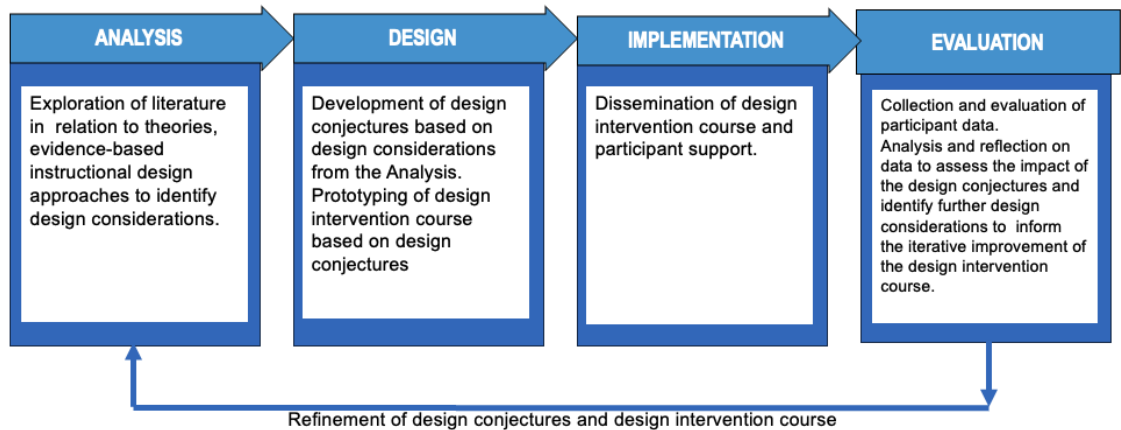 ANALYSIS
Exploration of literature
in relation to theories,
evidence-based
instructional design
approaches to identify
design considerations.
DESIGN
Development of design
conjectures based on
design considerations
from the Analysis.
Prototyping of design
intervention course
based on design
conjectures
IMPLEMENTATION
Dissemination of design
intervention course and
participant support.
EVALUATION
Collection and evaluation of
participant data.
Analysis and reflection on
data to assess the impact of
the design conjectures and
identify further design
considerations to inform
the iterative improvement of
the design intervention
course.
Refinement of design conjectures and design intervention course